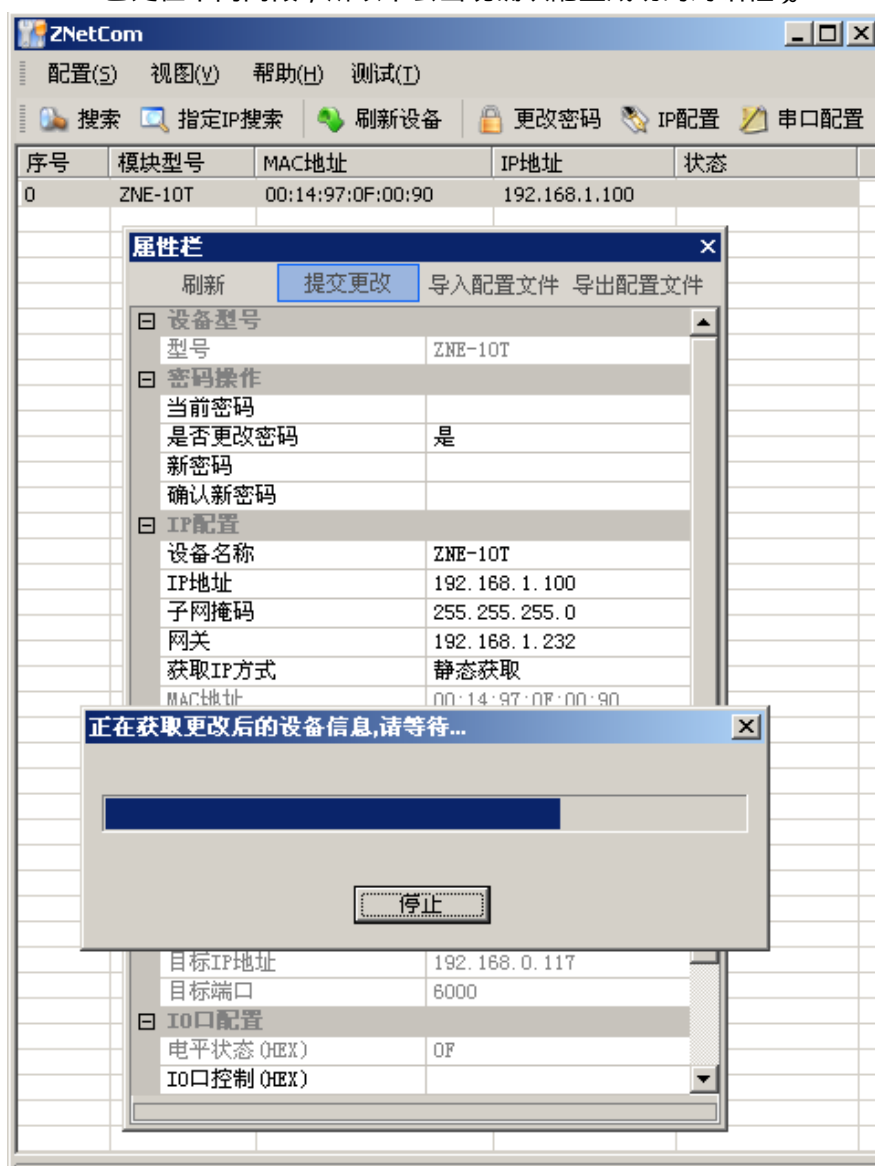 ZNetCom
配置(S) 视图(V) 帮助(H) 测试(T)
搜索 指定IP搜索 刷新设备 更改密码 IP配置 串口配置
序号 模块型号 MAC地址 IP地址 状态
0 ZNE-10T 00:14:97:0F:00:90 192.168.1.100
属性栏
刷新 提交更改 导入配置文件 导出配置文件
设备型号
型号 ZNE-10T
密码操作
当前密码
是否更改密码 是
新密码
确认新密码
IP配置
设备名称 ZNE-10T
IP地址 192.168.1.100
子网掩码 255.255.255.0
网关 192.168.1.232
获取IP方式 静态获取
MAC地址 00:14:97:0F:00:90
正在获取更改后的设备信息,请等待...
停止
目标IP地址 192.168.0.117
目标端口 6000
IO口配置
电平状态(HEX) 0F
IO口控制(HEX)